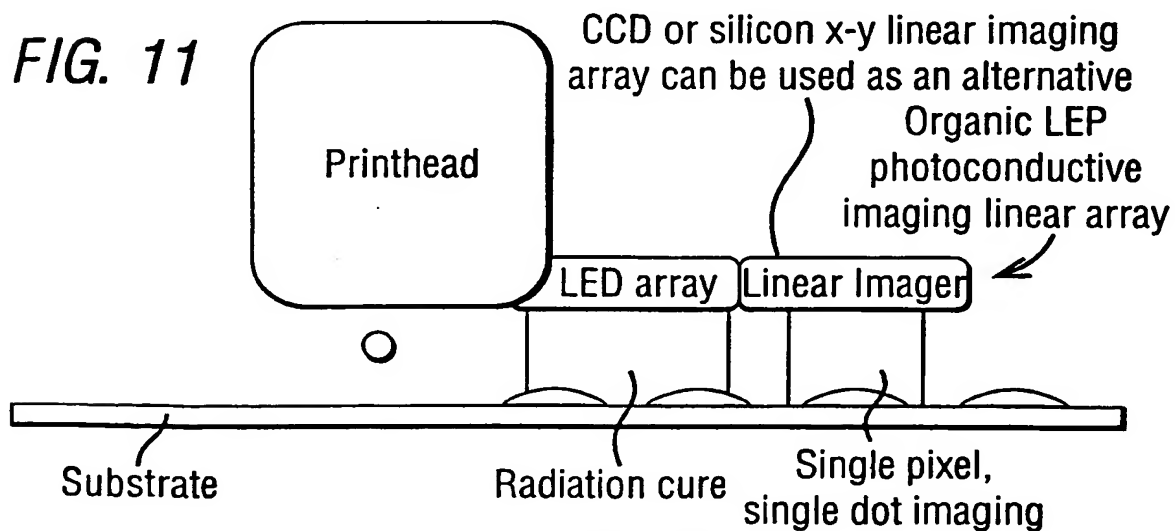 FIG. 11
CCD or silicon x-y linear imaging
array can be used as an alternative
Organic LEP
photoconductive
imaging linear array
Printhead
LED array
Linear Imager
Substrate
Radiation cure
Single pixel,
single dot imaging